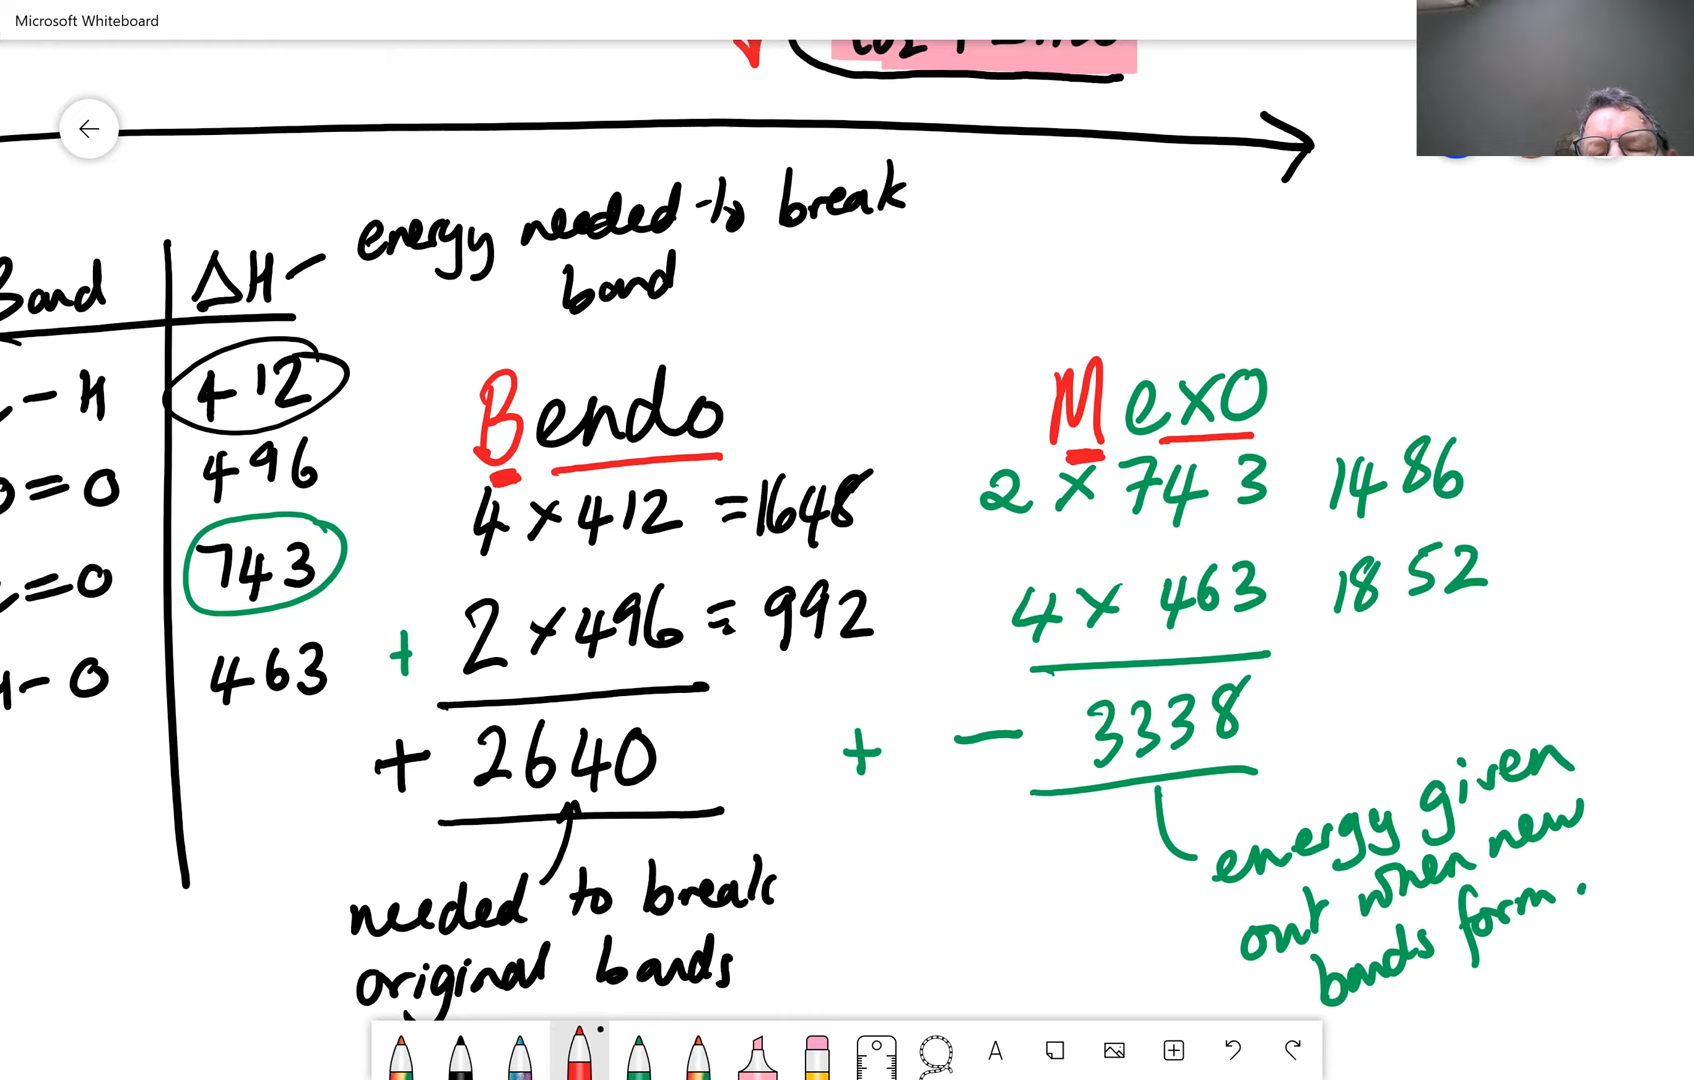 Microsoft Whiteboard
energy needed to break
bond
Bond ΔH
- H 412
O = O 496
= O 743
- O 463
Bendo
4 × 412 = 1648
+ 2 × 496 = 992
+ 2640
needed to break
original bonds
Mexo
2 × 743 1486
4 × 463 1852
+ - 3338
energy given
out when new
bonds form.
A